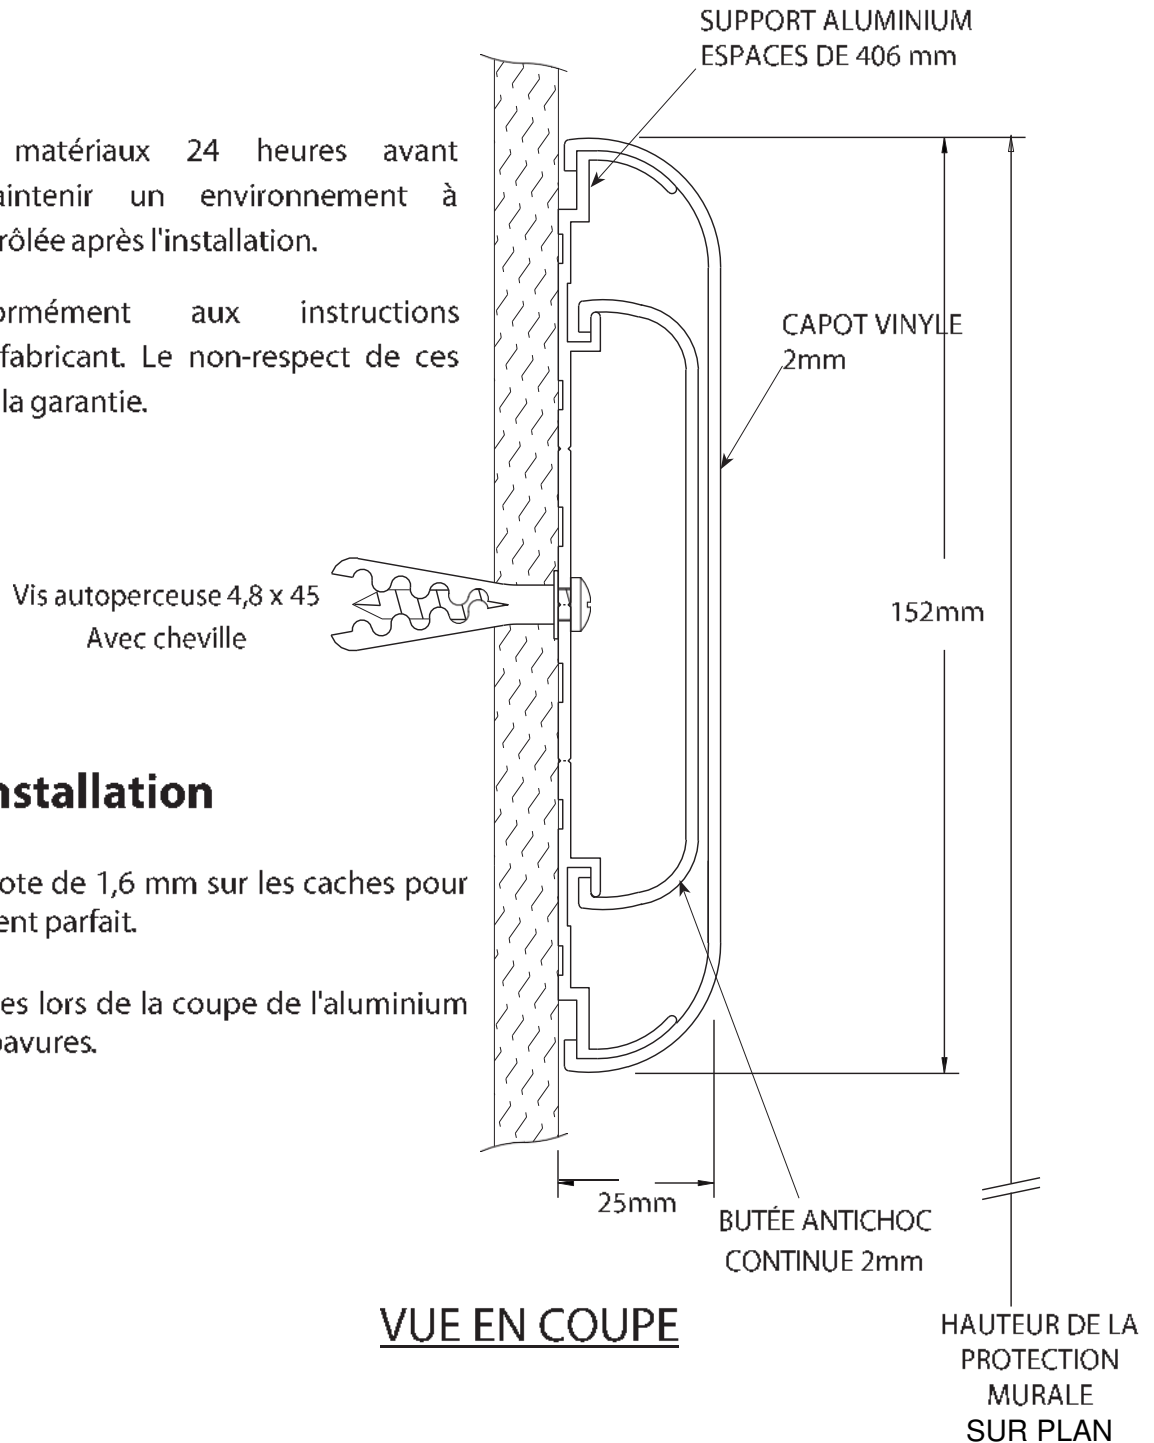 SUPPORT ALUMINIUM
ESPACES DE 406 mm
matériaux 24 heures avant
aintenir un environnement à
rôlée après l'installation.
ormément aux instructions
fabricant. Le non-respect de ces
la garantie.
CAPOT VINYLE
2mm
Vis autoperceuse 4,8 x 45
Avec cheville
152mm
nstallation
ote de 1,6 mm sur les caches pour
ent parfait.
es lors de la coupe de l'aluminium
bavures.
25mm
BUTÉE ANTICHOC
CONTINUE 2mm
VUE EN COUPE
HAUTEUR DE LA
PROTECTION
MURALE
SUR PLAN